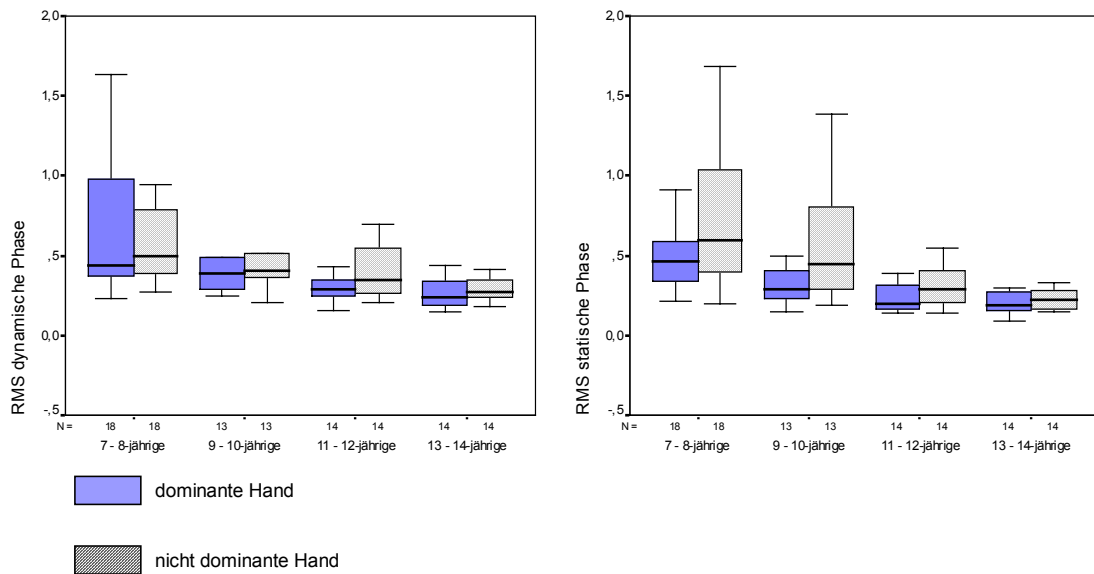 2,0
1,5
1,0
,5
0,0
-,5
RMS dynamische Phase
N = 18 18 13 13 14 14 14 14
7 - 8-jährige 9 - 10-jährige 11 - 12-jährige 13 - 14-jährige
2,0
1,5
1,0
,5
0,0
-,5
RMS statische Phase
N = 18 18 13 13 14 14 14 14
7 - 8-jährige 9 - 10-jährige 11 - 12-jährige 13 - 14-jährige
dominante Hand
nicht dominante Hand